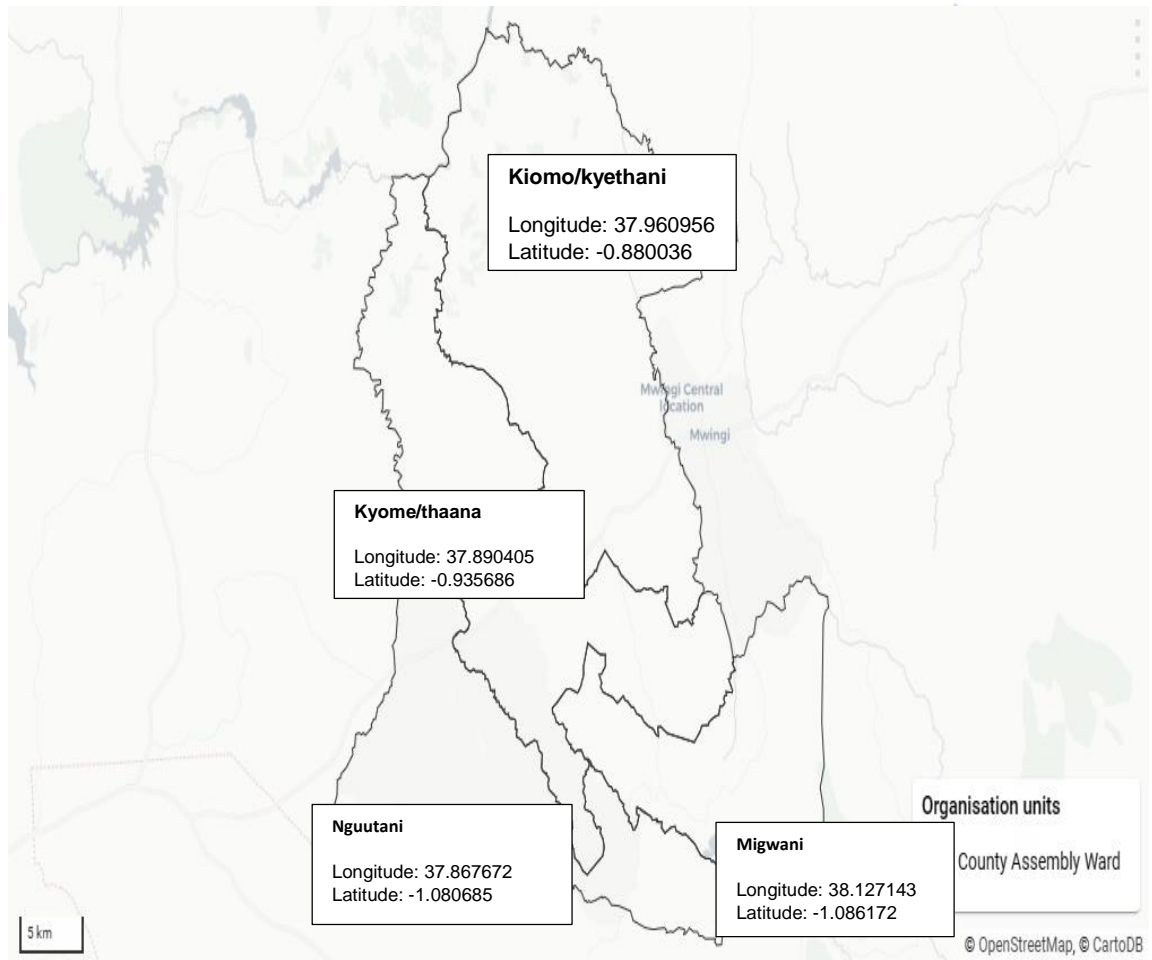 Kiomo/kyethani
Longitude: 37.960956
Latitude: -0.880036
Mwingi Central
location
Mwingi
Kyome/thaana
Longitude: 37.890405
Latitude: -0.935686
Nguutani
Longitude: 37.867672
Latitude: -1.080685
Migwani
Longitude: 38.127143
Latitude: -1.086172
Organisation units
County Assembly Ward
5 km
© OpenStreetMap, © CartoDB